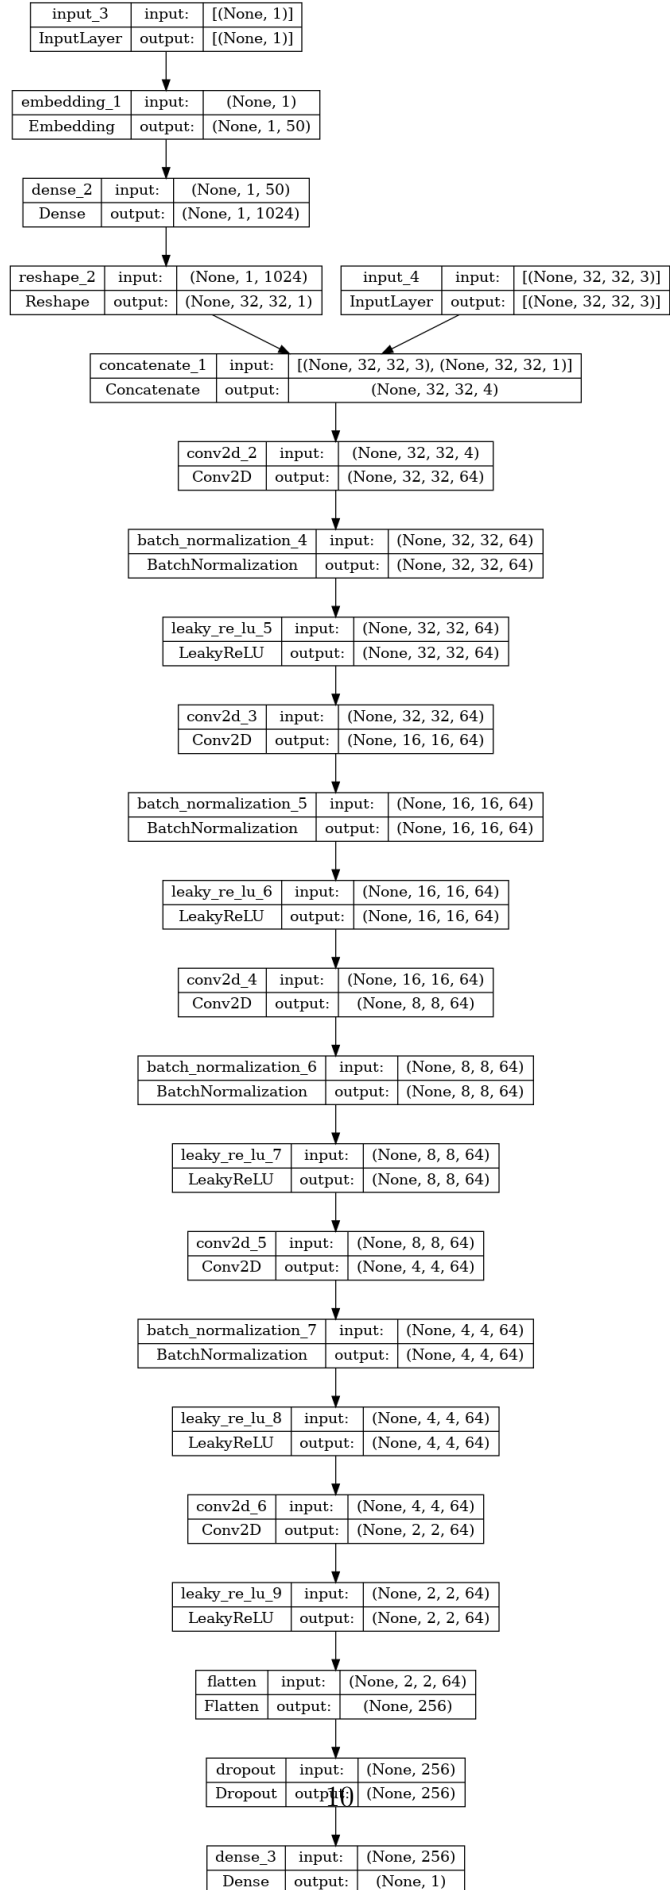 input_3 input: [(None, 1)]
InputLayer output: [(None, 1)]
embedding_1 input: (None, 1)
Embedding output: (None, 1, 50)
dense_2 input: (None, 1, 50)
Dense output: (None, 1, 1024)
reshape_2 input: (None, 1, 1024)
Reshape output: (None, 32, 32, 1)
input_4 input: [(None, 32, 32, 3)]
InputLayer output: [(None, 32, 32, 3)]
concatenate_1 input: [(None, 32, 32, 3), (None, 32, 32, 1)]
Concatenate output: (None, 32, 32, 4)
conv2d_2 input: (None, 32, 32, 4)
Conv2D output: (None, 32, 32, 64)
batch_normalization_4 input: (None, 32, 32, 64)
BatchNormalization output: (None, 32, 32, 64)
leaky_re_lu_5 input: (None, 32, 32, 64)
LeakyReLU output: (None, 32, 32, 64)
conv2d_3 input: (None, 32, 32, 64)
Conv2D output: (None, 16, 16, 64)
batch_normalization_5 input: (None, 16, 16, 64)
BatchNormalization output: (None, 16, 16, 64)
leaky_re_lu_6 input: (None, 16, 16, 64)
LeakyReLU output: (None, 16, 16, 64)
conv2d_4 input: (None, 16, 16, 64)
Conv2D output: (None, 8, 8, 64)
batch_normalization_6 input: (None, 8, 8, 64)
BatchNormalization output: (None, 8, 8, 64)
leaky_re_lu_7 input: (None, 8, 8, 64)
LeakyReLU output: (None, 8, 8, 64)
conv2d_5 input: (None, 8, 8, 64)
Conv2D output: (None, 4, 4, 64)
batch_normalization_7 input: (None, 4, 4, 64)
BatchNormalization output: (None, 4, 4, 64)
leaky_re_lu_8 input: (None, 4, 4, 64)
LeakyReLU output: (None, 4, 4, 64)
conv2d_6 input: (None, 4, 4, 64)
Conv2D output: (None, 2, 2, 64)
leaky_re_lu_9 input: (None, 2, 2, 64)
LeakyReLU output: (None, 2, 2, 64)
flatten input: (None, 2, 2, 64)
Flatten output: (None, 256)
dropout input: (None, 256)
Dropout output: (None, 256)
10
dense_3 input: (None, 256)
Dense output: (None, 1)